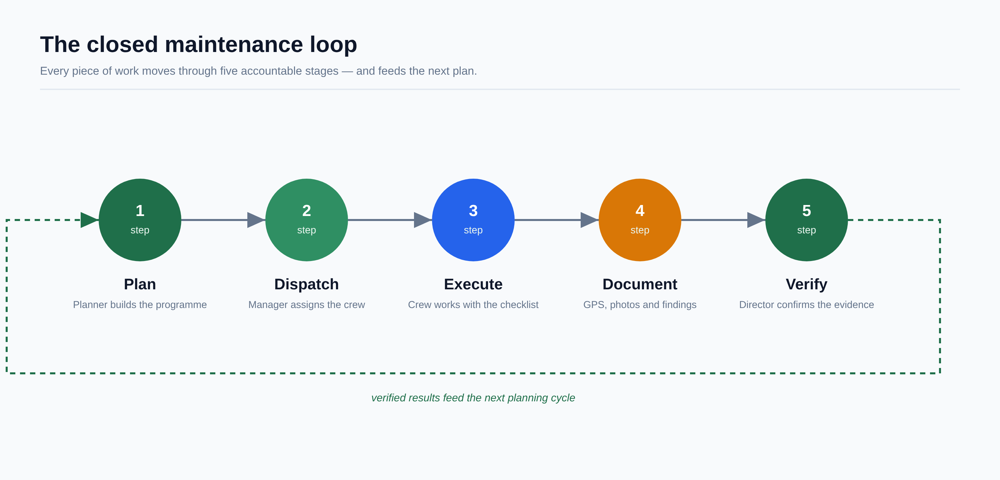 The closed maintenance loop
Every piece of work moves through five accountable stages — and feeds the next plan.
1
step
2
step
3
step
4
step
5
step
Plan
Planner builds the programme
Dispatch
Manager assigns the crew
Execute
Crew works with the checklist
Document
GPS, photos and findings
Verify
Director confirms the evidence
verified results feed the next planning cycle